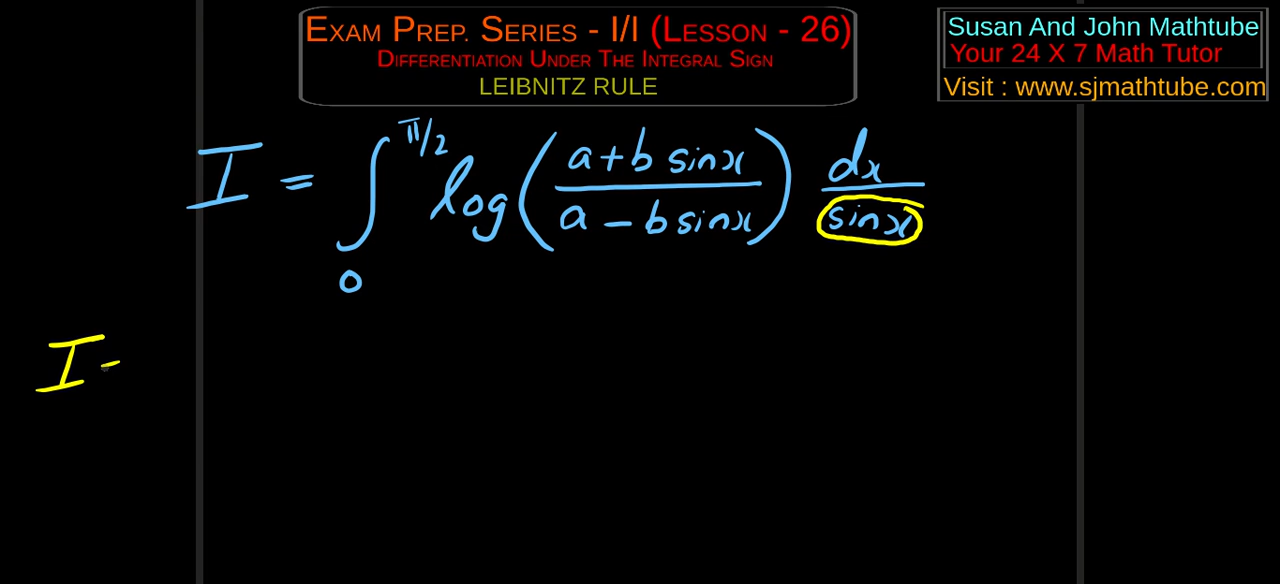 EXAM PREP. SERIES - I/I (LESSON - 26)
DIFFERENTIATION UNDER THE INTEGRAL SIGN
LEIBNITZ RULE
Susan And John Mathtube
Your 24 X 7 Math Tutor
Visit : www.sjmathtube.com
I = ∫₀^{π/2} log((a+b sinx)/(a-b sinx)) dx/sinx
I =